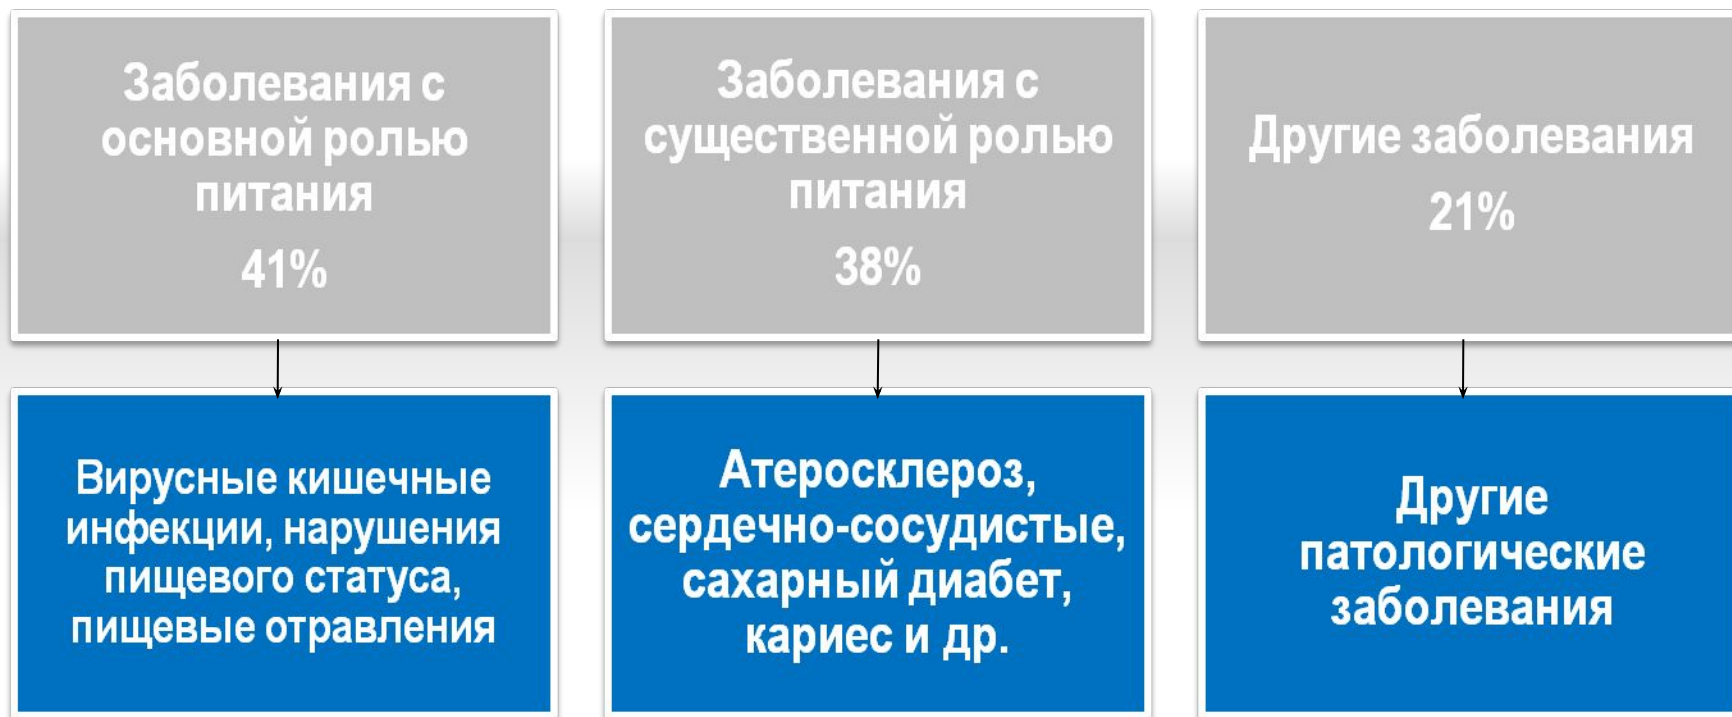 Заболевания с
основной ролью
питания
41%
Заболевания с
существенной ролью
питания
38%
Другие заболевания
21%
Вирусные кишечные
инфекции, нарушения
пищевого статуса,
пищевые отравления
Атеросклероз,
сердечно-сосудистые,
сахарный диабет,
кариес и др.
Другие
патологические
заболевания